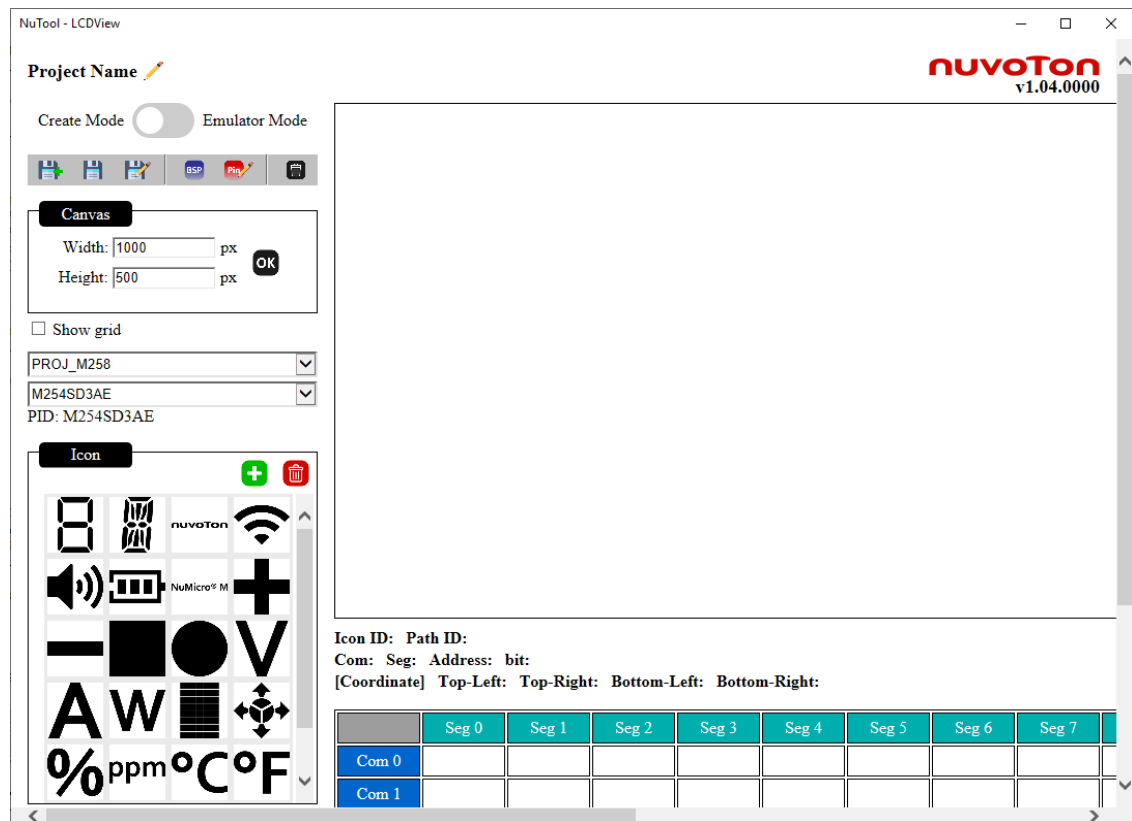 NuTool - LCDView
Project Name
nuvoTon
v1.04.0000
Create Mode Emulator Mode
BSP Pin
Canvas
Width: 1000 px
OK
Height: 500 px
Show grid
PROJ_M258
M254SD3AE
PID: M254SD3AE
Icon
nuvoTon
NuMicro® M
V
A W
% ppm °C °F
Icon ID: Path ID:
Com: Seg: Address: bit:
[Coordinate] Top-Left: Top-Right: Bottom-Left: Bottom-Right:
Seg 0 Seg 1 Seg 2 Seg 3 Seg 4 Seg 5 Seg 6 Seg 7
Com 0
Com 1